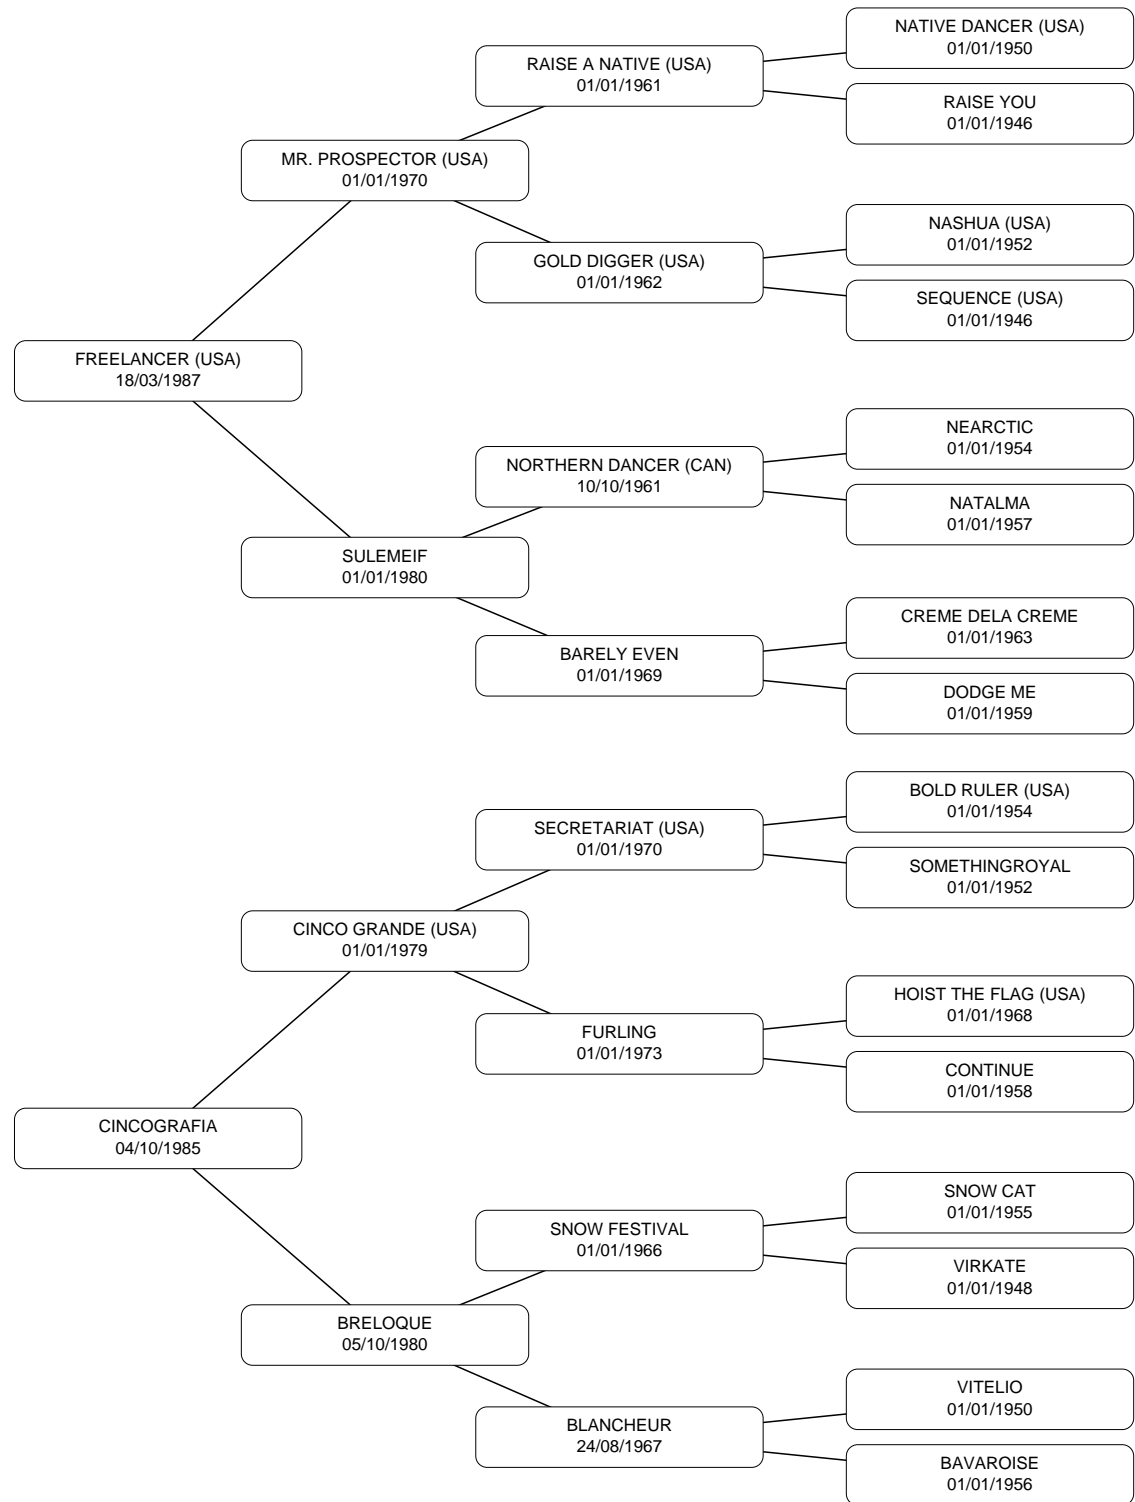 NATIVE DANCER (USA)
01/01/1950
RAISE A NATIVE (USA)
01/01/1961
RAISE YOU
01/01/1946
MR. PROSPECTOR (USA)
01/01/1970
NASHUA (USA)
01/01/1952
GOLD DIGGER (USA)
01/01/1962
SEQUENCE (USA)
01/01/1946
FREELANCER (USA)
18/03/1987
NEARCTIC
01/01/1954
NORTHERN DANCER (CAN)
10/10/1961
NATALMA
01/01/1957
SULEMEIF
01/01/1980
CREME DELA CREME
01/01/1963
BARELY EVEN
01/01/1969
DODGE ME
01/01/1959
BOLD RULER (USA)
01/01/1954
SECRETARIAT (USA)
01/01/1970
SOMETHINGROYAL
01/01/1952
CINCO GRANDE (USA)
01/01/1979
HOIST THE FLAG (USA)
01/01/1968
FURLING
01/01/1973
CONTINUE
01/01/1958
CINCOGRAFIA
04/10/1985
SNOW CAT
01/01/1955
SNOW FESTIVAL
01/01/1966
VIRKATE
01/01/1948
BRELOQUE
05/10/1980
VITELIO
01/01/1950
BLANCHEUR
24/08/1967
BAVAROISE
01/01/1956